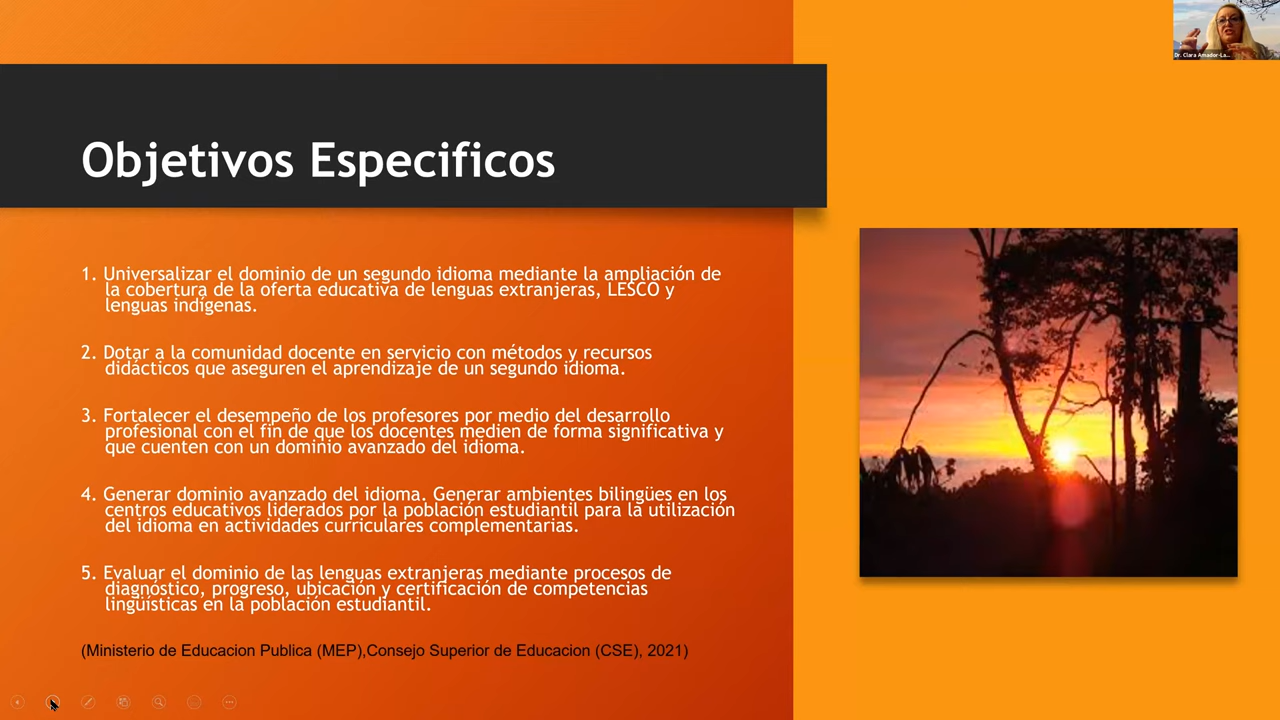 Dr. Clara Amador-La...
Objetivos Especificos
1. Universalizar el dominio de un segundo idioma mediante la ampliación de
la cobertura de la oferta educativa de lenguas extranjeras, LESCO y
lenguas indígenas.
2. Dotar a la comunidad docente en servicio con métodos y recursos
didácticos que aseguren el aprendizaje de un segundo idioma.
3. Fortalecer el desempeño de los profesores por medio del desarrollo
profesional con el fin de que los docentes medien de forma significativa y
que cuenten con un dominio avanzado del idioma.
4. Generar dominio avanzado del idioma. Generar ambientes bilingües en los
centros educativos liderados por la población estudiantil para la utilización
del idioma en actividades curriculares complementarias.
5. Evaluar el dominio de las lenguas extranjeras mediante procesos de
diagnóstico, progreso, ubicación y certificación de competencias
lingüísticas en la población estudiantil.
(Ministerio de Educacion Publica (MEP),Consejo Superior de Educacion (CSE), 2021)